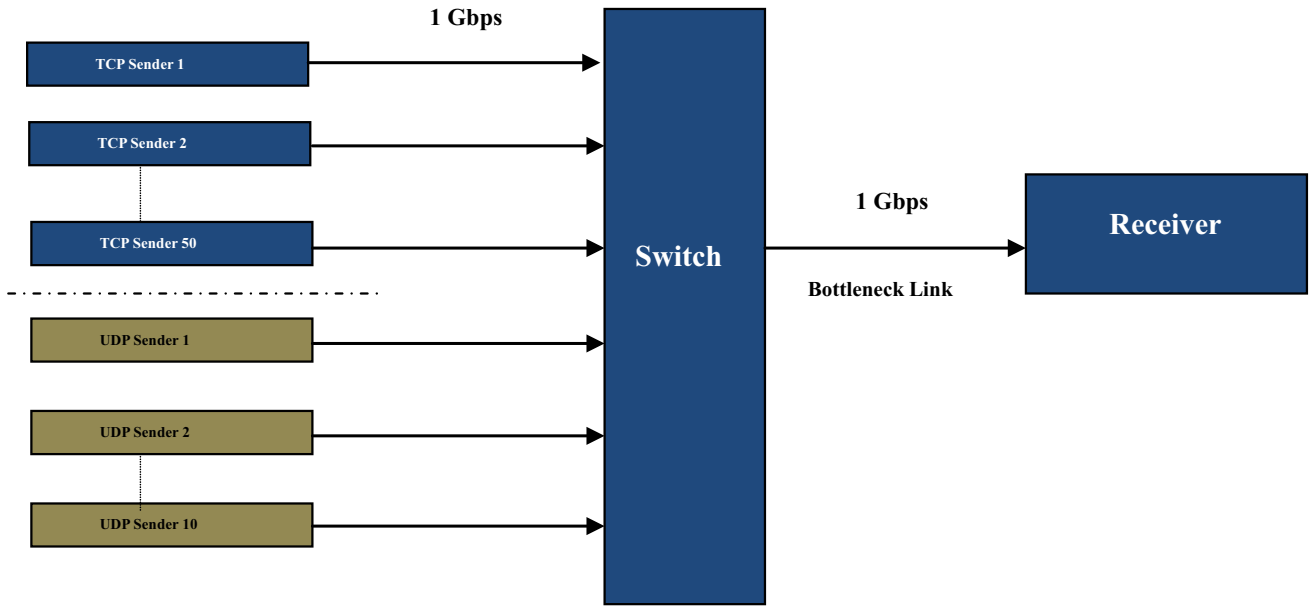 1 Gbps
TCP Sender 1
TCP Sender 2
TCP Sender 50
UDP Sender 1
UDP Sender 2
UDP Sender 10
Switch
1 Gbps
Bottleneck Link
Receiver